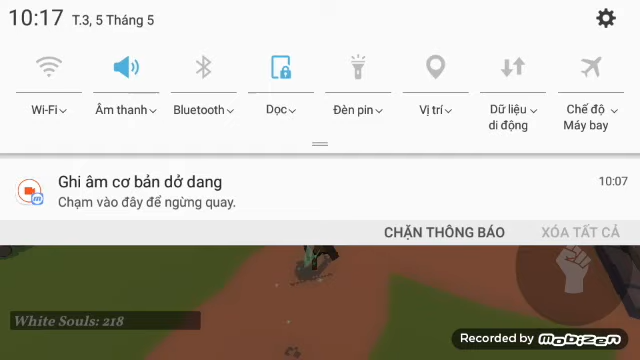 10:17 T.3, 5 Tháng 5
Wi-Fi Âm thanh Bluetooth Dọc Đèn pin Vị trí Dữ liệu di động Chế độ Máy bay
Ghi âm cơ bản dở dang 10:07
Chạm vào đây để ngừng quay.
CHẶN THÔNG BÁO XÓA TẤT CẢ
White Souls: 218
Recorded by mobizen